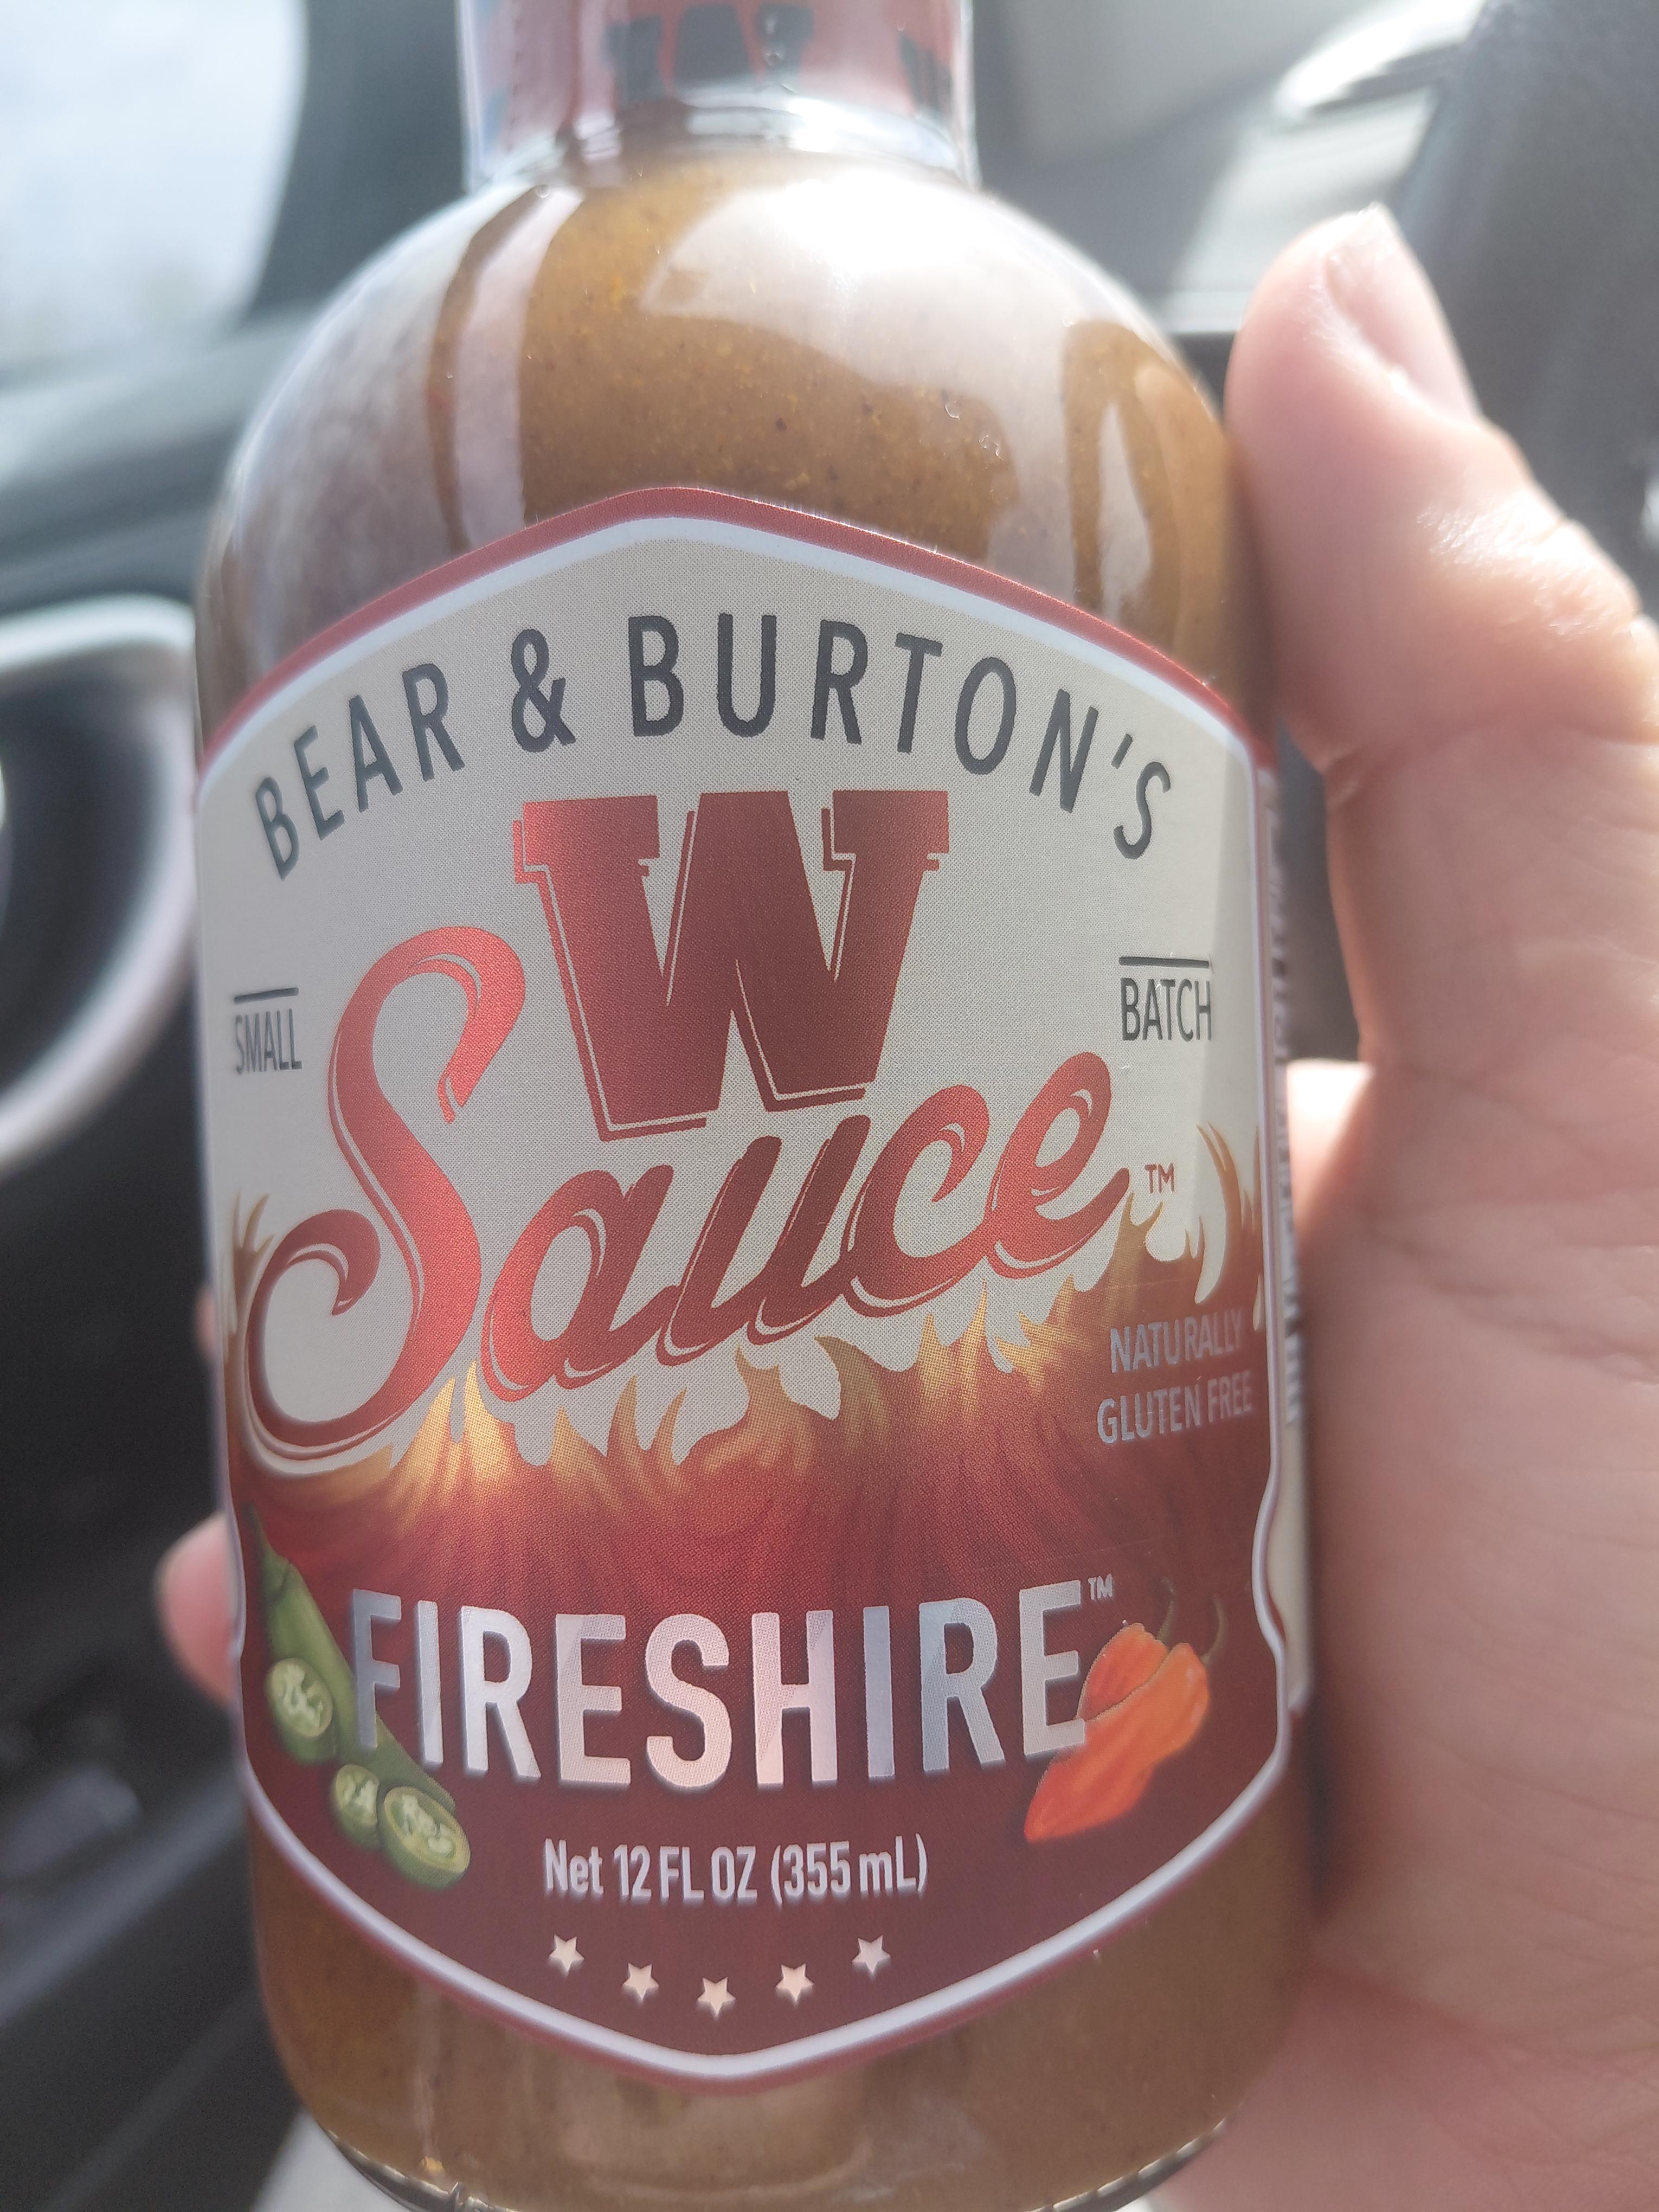 BEAR & BURTON'S
W
SMALL
BATCH
Sauce™
NATURALLY
GLUTEN FREE
FIRESHIRE™
Net 12 FL OZ (355 mL)